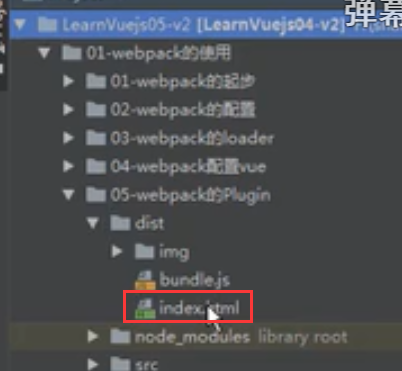 弹幕
LearnVuejs05-v2 [LearnVuejs04-v2]
01-webpack的使用
01-webpack的起步
02-webpack的配置
03-webpack的loader
04-webpack配置vue
05-webpack的Plugin
dist
img
bundle.js
index.html
node_modules library root
src